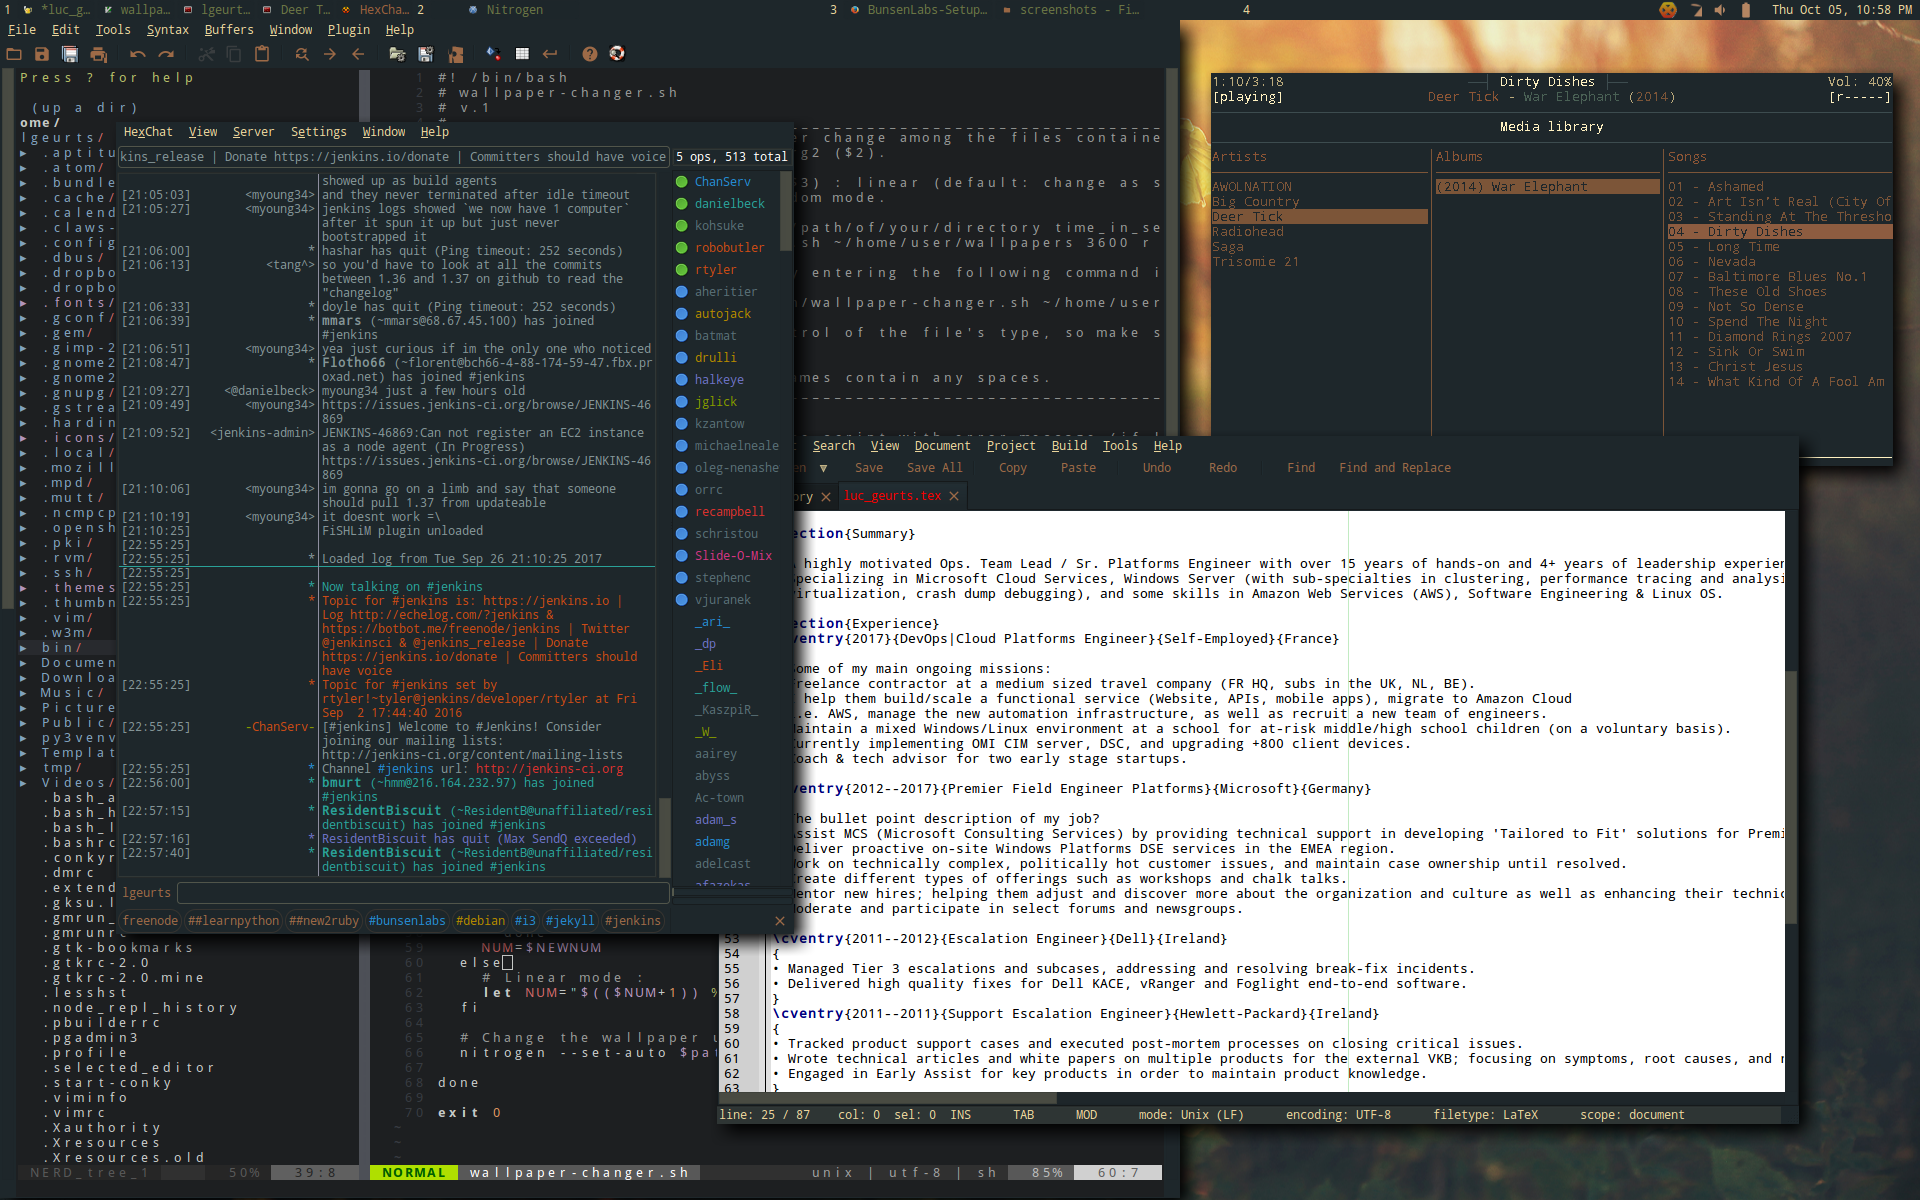 1 *luc_g... wallpa... lgeurt... Deer T... HexCha... 2 Nitrogen 3 BunsenLabs-Setup... screenshots - Fi... 4 Thu Oct 05, 10:58 PM
File Edit Tools Syntax Buffers Window Plugin Help
Press ? for help
(up a dir)
ome/
lgeurts/
.aptitu
.atom/
.bundle
.cache/
.calend
.claws-
.config
.dbus/
.dropbo
.dropbo
.fonts/
.gconf/
.gem/
.gimp-2
.gnome2
.gnome2
.gnupg/
.gstrea
.hardin
.icons/
.local/
.mozill
.mpd/
.mutt/
.ncmpcp
.opensh
.pki/
.rvm/
.ssh/
.themes
.thumbn
.vim/
.w3m/
bin/
Documen
Downloa
Music/
Picture
Public/
py3venv
Templat
tmp/
Videos/
.bash_a
.bash_h
.bash_l
.bashrc
.conkyr
.dmrc
.extend
.gksu.l
.gmrun_
.gmrunrc
.gtk-bookmarks
.gtkrc-2.0
.gtkrc-2.0.mine
.lesshst
.node_repl_history
.pbuilderrc
.pgadmin3
.profile
.selected_editor
.start-conky
.viminfo
.vimrc
.Xauthority
.Xresources
.Xresources.old
NERD_tree_1 50% 39:8
1 #! /bin/bash
2 # wallpaper-changer.sh
3 # v.1
4 #
r change among the files containe
g2 ($2).
3) : linear (default: change as s
om mode.
path/of/your/directory time_in_se
sh ~/home/user/wallpapers 3600 r
entering the following command i
/wallpaper-changer.sh ~/home/user
rol of the file's type, so make s
mes contain any spaces.
59 NUM=$NEWNUM
60 else
61 # Linear mode :
62 let NUM="$(($NUM+1)) %
63 fi
64
65 # Change the wallpaper
66 nitrogen --set-auto $pat
67
68 done
69
70 exit 0
~
~
~
NORMAL wallpaper-changer.sh unix | utf-8 | sh 85% 60:7
HexChat View Server Settings Window Help
kins_release | Donate https://jenkins.io/donate | Committers should have voice
5 ops, 513 total
showed up as build agents
[21:05:03] <myoung34> and they never terminated after idle timeout
[21:05:27] <myoung34> jenkins logs showed `we now have 1 computer`
after it spun it up but just never
bootstrapped it
[21:06:00] * hashar has quit (Ping timeout: 252 seconds)
[21:06:13] <tang^> so you'd have to look at all the commits
between 1.36 and 1.37 on github to read the
"changelog"
[21:06:33] * doyle has quit (Ping timeout: 252 seconds)
[21:06:39] * mmars (~mmars@68.67.45.100) has joined
#jenkins
[21:06:51] <myoung34> yea just curious if im the only one who noticed
[21:08:47] * Flotho66 (~florent@bch66-4-88-174-59-47.fbx.pr
oxad.net) has joined #jenkins
[21:09:27] <@danielbeck> myoung34 just a few hours old
[21:09:49] <myoung34> https://issues.jenkins-ci.org/browse/JENKINS-46
869
[21:09:52] <jenkins-admin> JENKINS-46869:Can not register an EC2 instance
as a node agent (In Progress)
https://issues.jenkins-ci.org/browse/JENKINS-46
869
[21:10:06] <myoung34> im gonna go on a limb and say that someone
should pull 1.37 from updateable
[21:10:19] <myoung34> it doesnt work =\
[21:10:25] FiSHLiM plugin unloaded
[22:55:25]
[22:55:25] * Loaded log from Tue Sep 26 21:10:25 2017
[22:55:25]
[22:55:25] * Now talking on #jenkins
[22:55:25] * Topic for #jenkins is: https://jenkins.io |
Log http://echelog.com/?jenkins &
https://botbot.me/freenode/jenkins | Twitter
@jenkinsci & @jenkins_release | Donate
https://jenkins.io/donate | Committers should
have voice
[22:55:25] * Topic for #jenkins set by
rtyler!~tyler@jenkins/developer/rtyler at Fri
Sep 2 17:44:40 2016
[22:55:25] -ChanServ- [#jenkins] Welcome to #Jenkins! Consider
joining our mailing lists:
http://jenkins-ci.org/content/mailing-lists
[22:55:25] * Channel #jenkins url: http://jenkins-ci.org
[22:56:00] * bmurt (~hmm@216.164.232.97) has joined
#jenkins
[22:57:15] * ResidentBiscuit (~ResidentB@unaffiliated/resi
dentbiscuit) has joined #jenkins
[22:57:16] * ResidentBiscuit has quit (Max SendQ exceeded)
[22:57:40] * ResidentBiscuit (~ResidentB@unaffiliated/resi
dentbiscuit) has joined #jenkins
ChanServ
danielbeck
kohsuke
robobutler
rtyler
aheritier
autojack
batmat
drulli
halkeye
jglick
kzantow
michaelneale
oleg-nenashe
orrc
recampbell
schristou
Slide-O-Mix
stephenc
vjuranek
_ari_
_dp
_Eli
_flow_
_KaszpiR_
_W_
aairey
abyss
Ac-town
adam_s
adamg
adelcast
afazekas
lgeurts
freenode ##learnpython ##new2ruby #bunsenlabs #debian #i3 #jekyll #jenkins
1:10/3:18 Dirty Dishes Vol: 40%
[playing] Deer Tick - War Elephant (2014) [r-----]
Media library
Artists Albums Songs
AWOLNATION
Big Country
Deer Tick
Radiohead
Saga
Trisomie 21
(2014) War Elephant
01 - Ashamed
02 - Art Isn't Real (City Of
03 - Standing At The Thresho
04 - Dirty Dishes
05 - Long Time
06 - Nevada
07 - Baltimore Blues No.1
08 - These Old Shoes
09 - Not So Dense
10 - Spend The Night
11 - Diamond Rings 2007
12 - Sink Or Swim
13 - Christ Jesus
14 - What Kind Of A Fool Am
Search View Document Project Build Tools Help
en Save Save All Copy Paste Undo Redo Find Find and Replace
ory luc_geurts.tex
ection{Summary}
highly motivated Ops. Team Lead / Sr. Platforms Engineer with over 15 years of hands-on and 4+ years of leadership experien
pecializing in Microsoft Cloud Services, Windows Server (with sub-specialties in clustering, performance tracing and analysi
irtualization, crash dump debugging), and some skills in Amazon Web Services (AWS), Software Engineering & Linux OS.
ection{Experience}
ventry{2017}{DevOps|Cloud Platforms Engineer}{Self-Employed}{France}
ome of my main ongoing missions:
reelance contractor at a medium sized travel company (FR HQ, subs in the UK, NL, BE).
help them build/scale a functional service (Website, APIs, mobile apps), migrate to Amazon Cloud
.e. AWS, manage the new automation infrastructure, as well as recruit a new team of engineers.
aintain a mixed Windows/Linux environment at a school for at-risk middle/high school children (on a voluntary basis).
urrently implementing OMI CIM server, DSC, and upgrading +800 client devices.
oach & tech advisor for two early stage startups.
ventry{2012--2017}{Premier Field Engineer Platforms}{Microsoft}{Germany}
he bullet point description of my job?
ssist MCS (Microsoft Consulting Services) by providing technical support in developing 'Tailored to Fit' solutions for Premi
eliver proactive on-site Windows Platforms DSE services in the EMEA region.
ork on technically complex, politically hot customer issues, and maintain case ownership until resolved.
reate different types of offerings such as workshops and chalk talks.
entor new hires; helping them adjust and discover more about the organization and culture as well as enhancing their technic
oderate and participate in select forums and newsgroups.
53 \cventry{2011--2012}{Escalation Engineer}{Dell}{Ireland}
54 {
55 • Managed Tier 3 escalations and subcases, addressing and resolving break-fix incidents.
56 • Delivered high quality fixes for Dell KACE, vRanger and Foglight end-to-end software.
57 }
58 \cventry{2011--2011}{Support Escalation Engineer}{Hewlett-Packard}{Ireland}
59 {
60 • Tracked product support cases and executed post-mortem processes on closing critical issues.
61 • Wrote technical articles and white papers on multiple products for the external VKB; focusing on symptoms, root causes, and r
62 • Engaged in Early Assist for key products in order to maintain product knowledge.
63 }
line: 25 / 87 col: 0 sel: 0 INS TAB MOD mode: Unix (LF) encoding: UTF-8 filetype: LaTeX scope: document